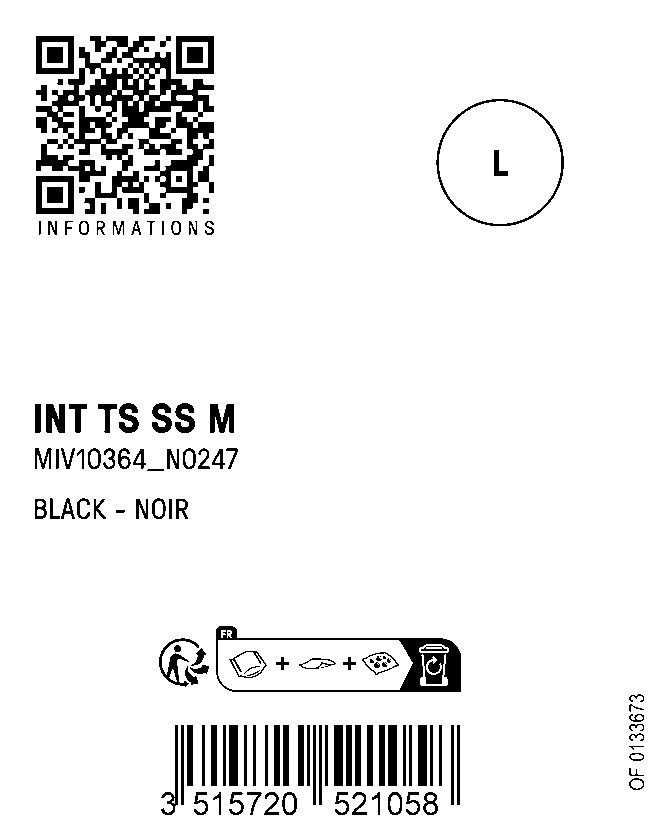 INFORMATIONS
L
INT TS SS M
MIV10364_N0247
BLACK - NOIR
FR
3 515720 521058
OF 0133673